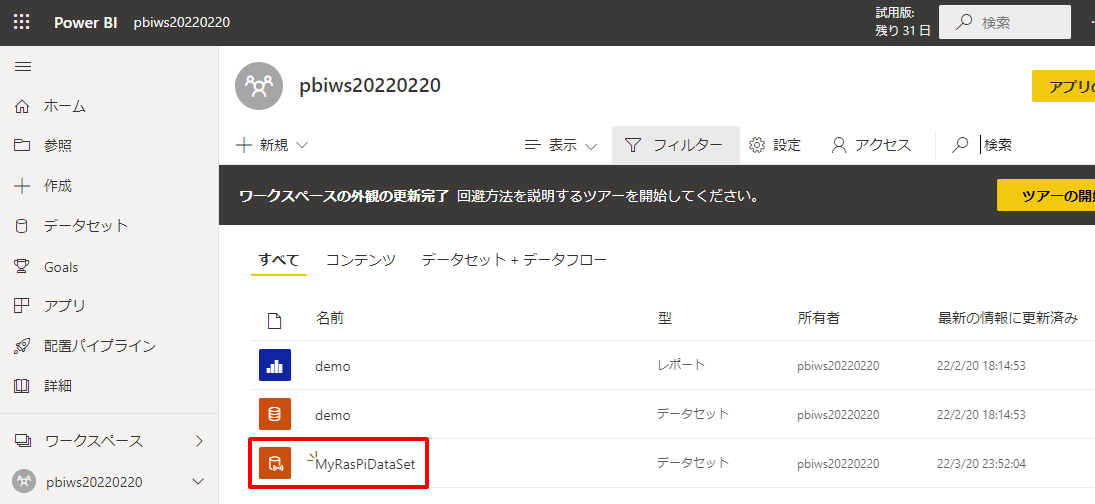 Power BI pbiws20220220
試用版:
残り 31 日
検索
pbiws20220220
アプリの
ホーム
参照
作成
データセット
Goals
アプリ
配置パイプライン
詳細
ワークスペース
pbiws20220220
新規
表示
フィルター
設定
アクセス
検索
ワークスペースの外観の更新完了 回避方法を説明するツアーを開始してください。
ツアーの開始
すべて コンテンツ データセット + データフロー
名前 型 所有者 最新の情報に更新済み
demo レポート pbiws20220220 22/2/20 18:14:53
demo データセット pbiws20220220 22/2/20 18:14:53
MyRasPiDataSet データセット pbiws20220220 22/3/20 23:52:04